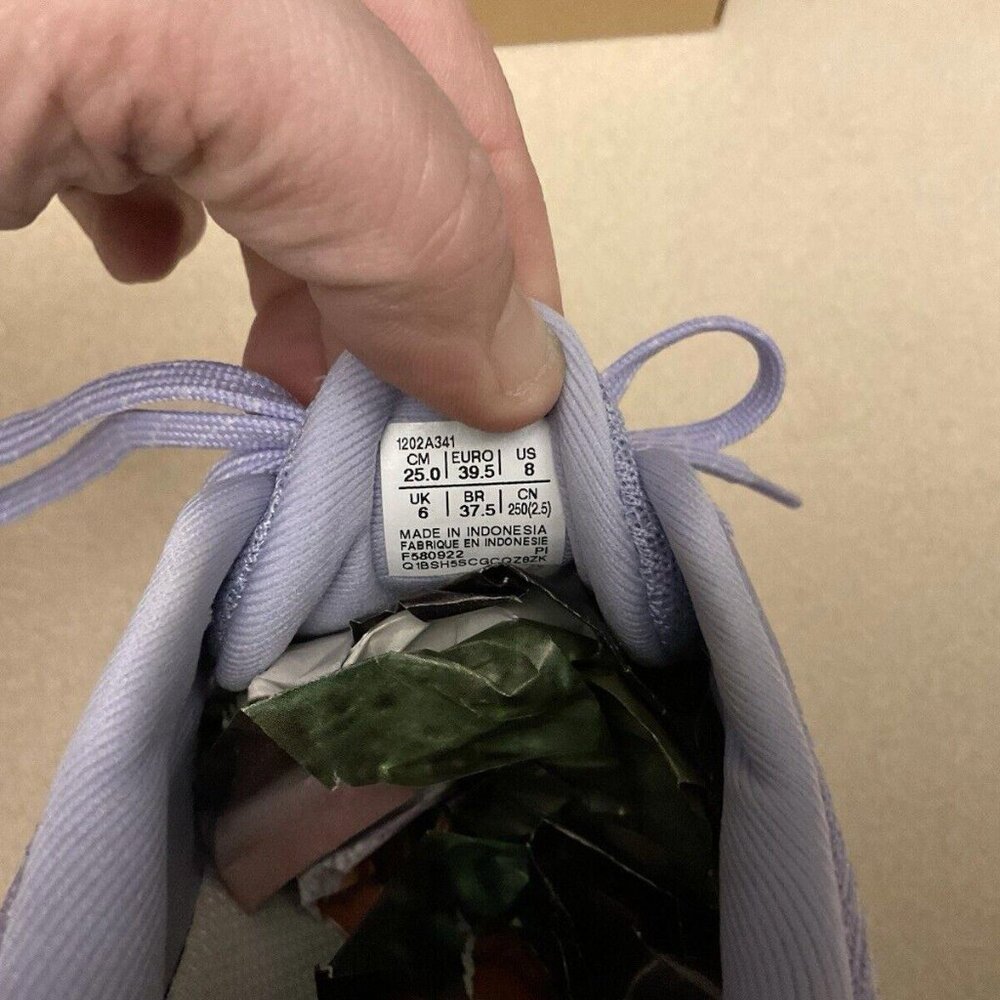 1202A341
CM EURO US
25.0 39.5 8
UK BR CN
6 37.5 250(2.5)
MADE IN INDONESIA
FABRIQUE EN INDONESIE
F580922 PI